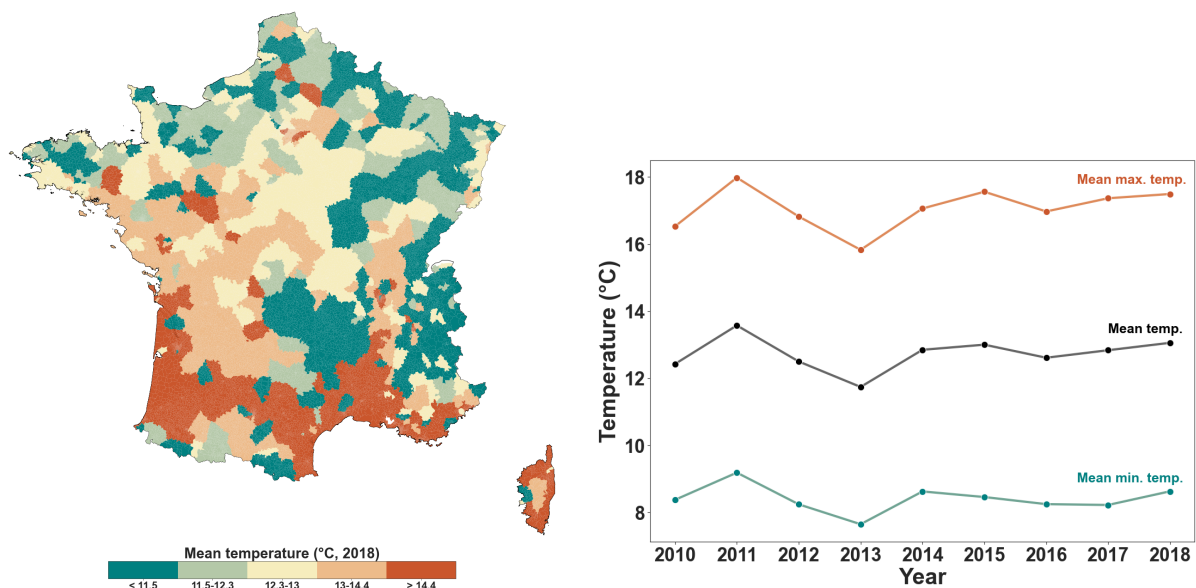 Mean temperature (°C, 2018)
< 11.5 11.5-12.3 12.3-13 13-14.4 > 14.4
Temperature (°C)
18
16
14
12
10
8
Mean max. temp.
Mean temp.
Mean min. temp.
2010 2011 2012 2013 2014 2015 2016 2017 2018
Year